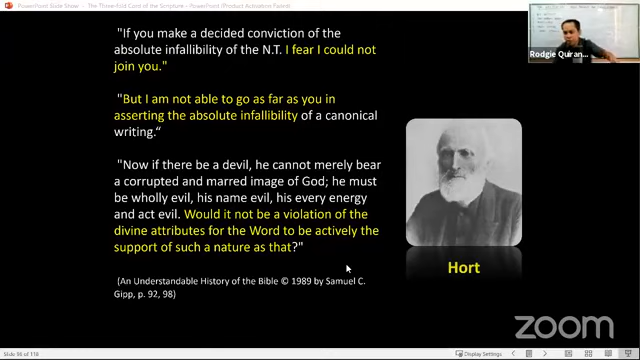 PowerPoint Slide Show - The Three-Fold Cord of the Scripture - PowerPoint (Product Activation Failed)
"If you make a decided conviction of the
absolute infallibility of the N.T. I fear I could not
join you."
"But I am not able to go as far as you in
asserting the absolute infallibility of a canonical
writing."
"Now if there be a devil, he cannot merely bear
a corrupted and marred image of God; he must
be wholly evil, his name evil, his every energy
and act evil. Would it not be a violation of the
divine attributes for the Word to be actively the
support of such a nature as that?"
(An Understandable History of the Bible © 1989 by Samuel C.
Gipp, p. 92, 98)
Hort
Rodgie Quiran...
zoom
Slide 96 of 118
Display Settings